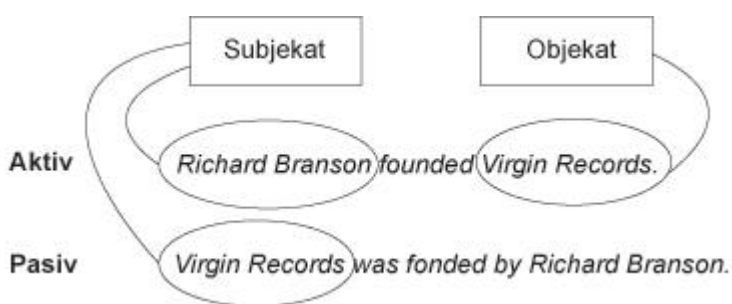 Subjekat Objekat
Aktiv Richard Branson founded Virgin Records.
Pasiv Virgin Records was fonded by Richard Branson.